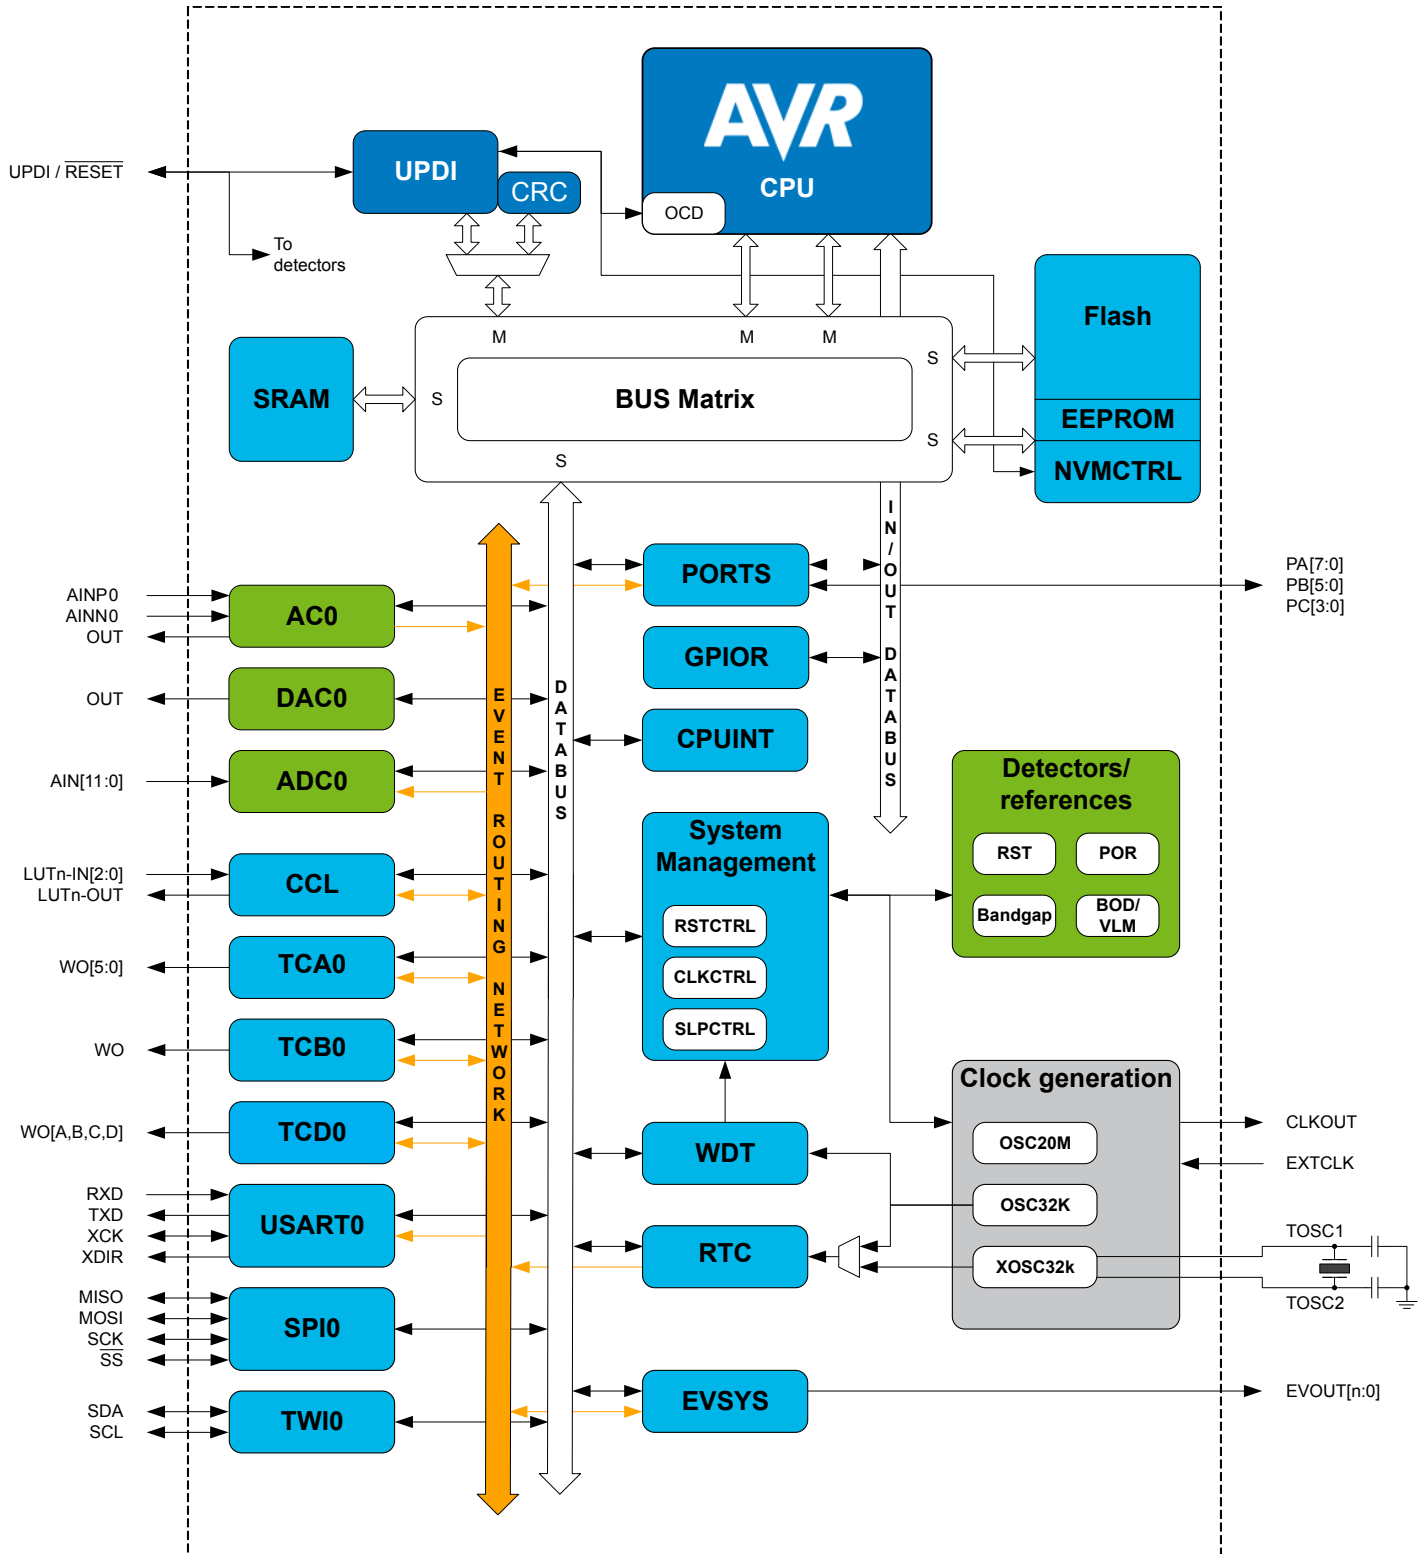 AVR
CPU
OCD
UPDI
CRC
UPDI / RESET
To
detectors
M
M
M
S
S
S
S
BUS Matrix
SRAM
Flash
EEPROM
NVMCTRL
IN/OUT DATABUS
DATABUS
EVENT ROUTING NETWORK
PORTS
GPIOR
CPUINT
PA[7:0]
PB[5:0]
PC[3:0]
AINP0
AINN0
OUT
AC0
OUT
DAC0
AIN[11:0]
ADC0
LUTn-IN[2:0]
LUTn-OUT
CCL
WO[5:0]
TCA0
WO
TCB0
WO[A,B,C,D]
TCD0
RXD
TXD
XCK
XDIR
USART0
MISO
MOSI
SCK
SS
SPI0
SDA
SCL
TWI0
System
Management
RSTCTRL
CLKCTRL
SLPCTRL
WDT
RTC
EVSYS
Detectors/
references
RST
POR
Bandgap
BOD/
VLM
Clock generation
OSC20M
OSC32K
XOSC32k
CLKOUT
EXTCLK
TOSC1
TOSC2
EVOUT[n:0]